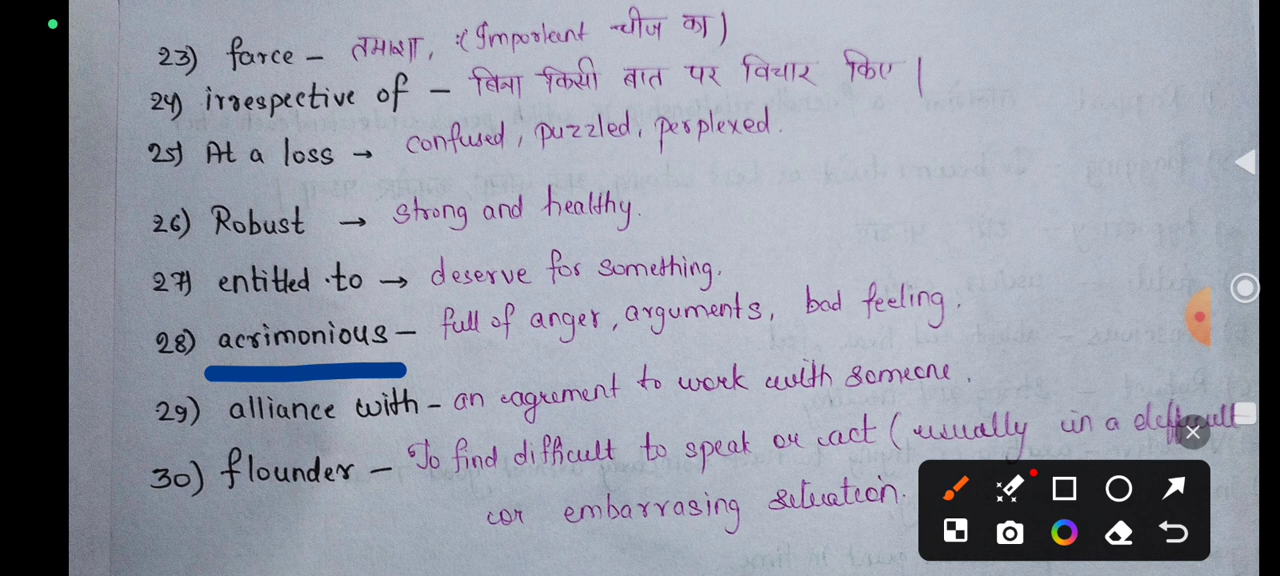 23) farce – तमाशा, :(Important चीज का)
24) irrespective of – बिना किसी बात पर विचार किए |
25) At a loss → confused, puzzled, perplexed.
26) Robust → strong and healthy.
27) entitled to → deserve for something.
28) acrimonious – full of anger, arguments, bad feeling.
29) alliance with – an agrement to work with someone.
30) flounder – To find difficult to speak or act (usually in a difficult
or embarrasing situation.